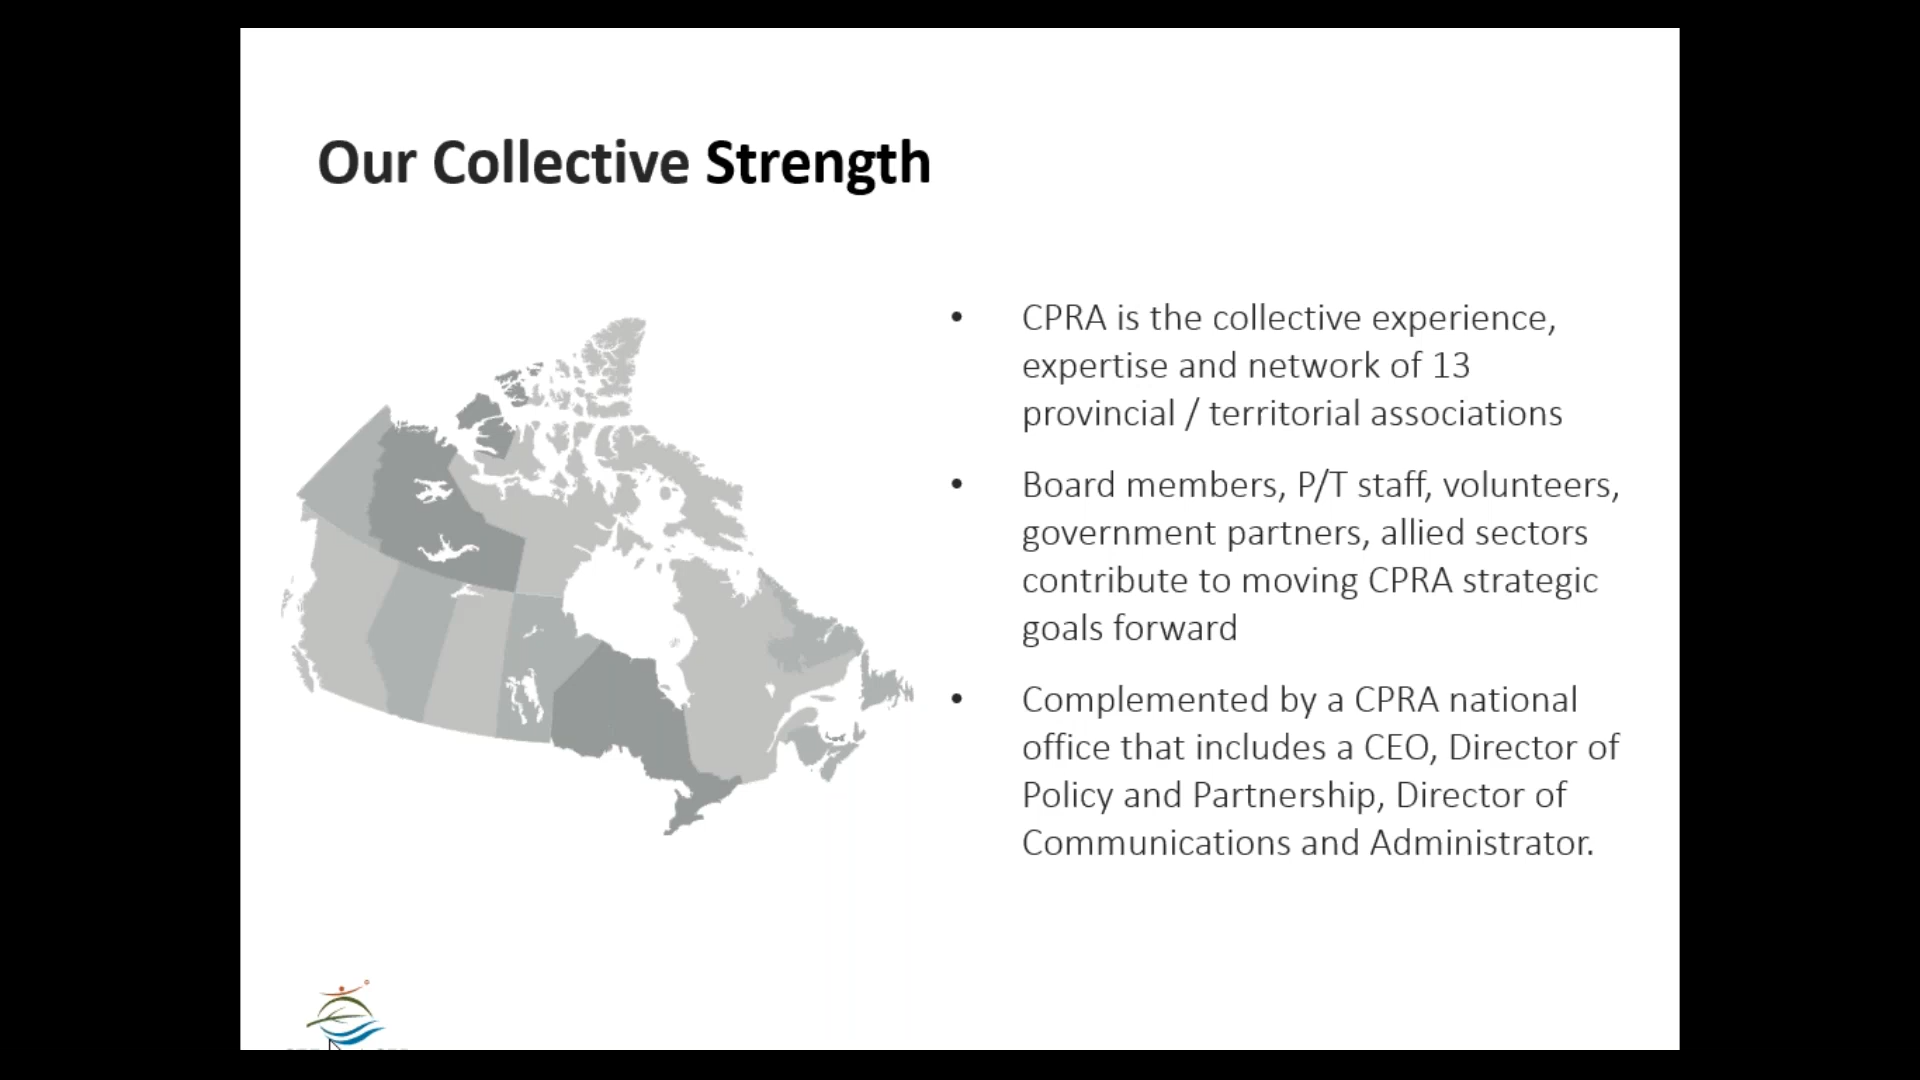 Our Collective Strength
• CPRA is the collective experience,
expertise and network of 13
provincial / territorial associations
• Board members, P/T staff, volunteers,
government partners, allied sectors
contribute to moving CPRA strategic
goals forward
• Complemented by a CPRA national
office that includes a CEO, Director of
Policy and Partnership, Director of
Communications and Administrator.